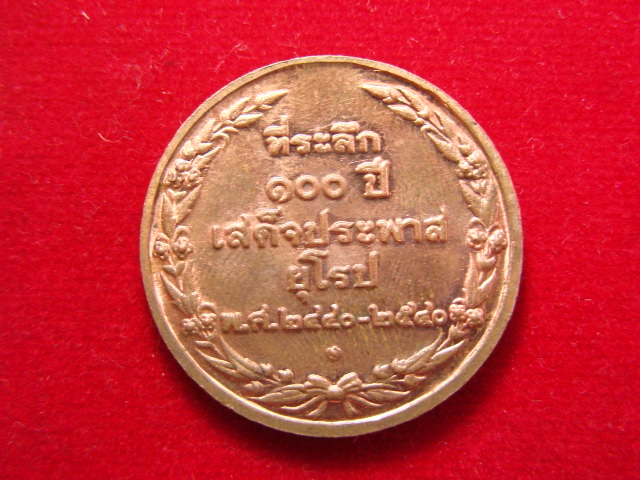 ที่ระลึก
๑๐๐ ปี
เสด็จประพาส
ยุโรป
พ.ศ.๒๔๔๐-๒๕๔๐